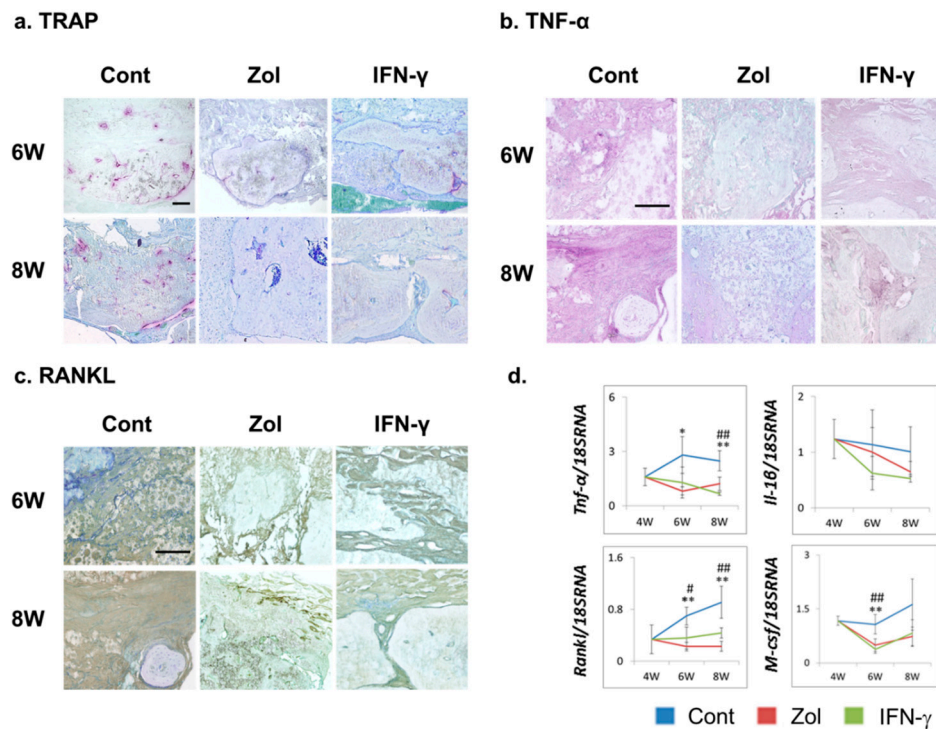 a. TRAP
Cont Zol IFN-γ
6W
8W
b. TNF-α
Cont Zol IFN-γ
6W
8W
c. RANKL
Cont Zol IFN-γ
6W
8W
d.
Tnf-α/18SRNA
6
3
0
*
##
**
4W 6W 8W
Il-16/18SRNA
2
1
0
4W 6W 8W
Rankl/18SRNA
1.6
0.8
0
#
**
##
**
4W 6W 8W
M-csf/18SRNA
3
1.5
0
##
**
4W 6W 8W
Cont Zol IFN-γ